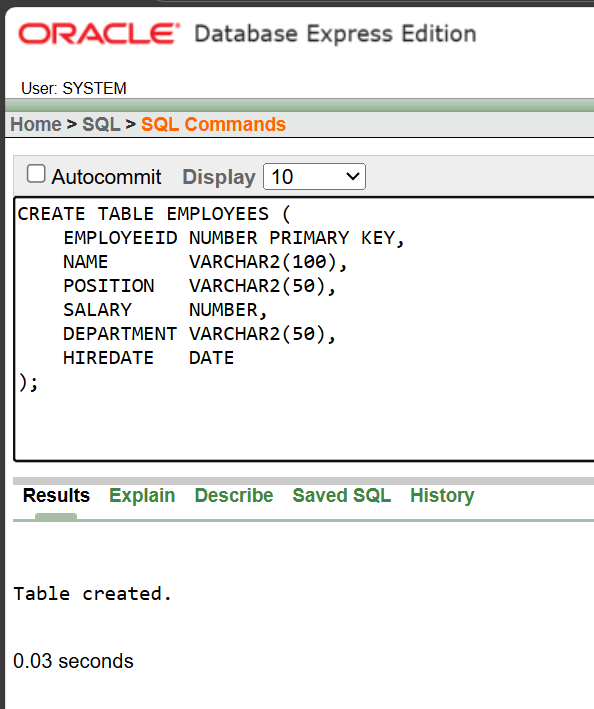 ORACLE® Database Express Edition
User: SYSTEM
Home > SQL > SQL Commands
Autocommit Display 10
CREATE TABLE EMPLOYEES (
    EMPLOYEEID NUMBER PRIMARY KEY,
    NAME       VARCHAR2(100),
    POSITION   VARCHAR2(50),
    SALARY     NUMBER,
    DEPARTMENT VARCHAR2(50),
    HIREDATE   DATE
);
Results Explain Describe Saved SQL History
Table created.
0.03 seconds